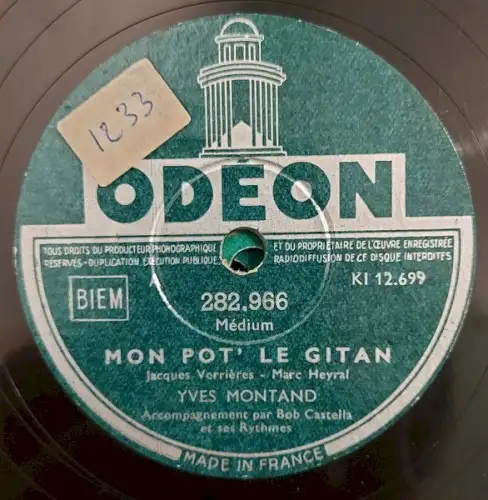 1233
ODEON
TOUS DROITS DU PRODUCTEUR PHONOGRAPHIQUE ET DU PROPRIÉTAIRE DE L'ŒUVRE ENREGISTRÉE
RÉSERVES - DUPLICATION, EXÉCUTION PUBLIQUE, RADIODIFFUSION DE CE DISQUE INTERDITES
KI 12.699
BIEM
282.966
Médium
MON POT' LE GITAN
Jacques Verrières - Marc Heyral
YVES MONTAND
Accompagnement par Bob Castella
et ses Rythmes
MADE IN FRANCE